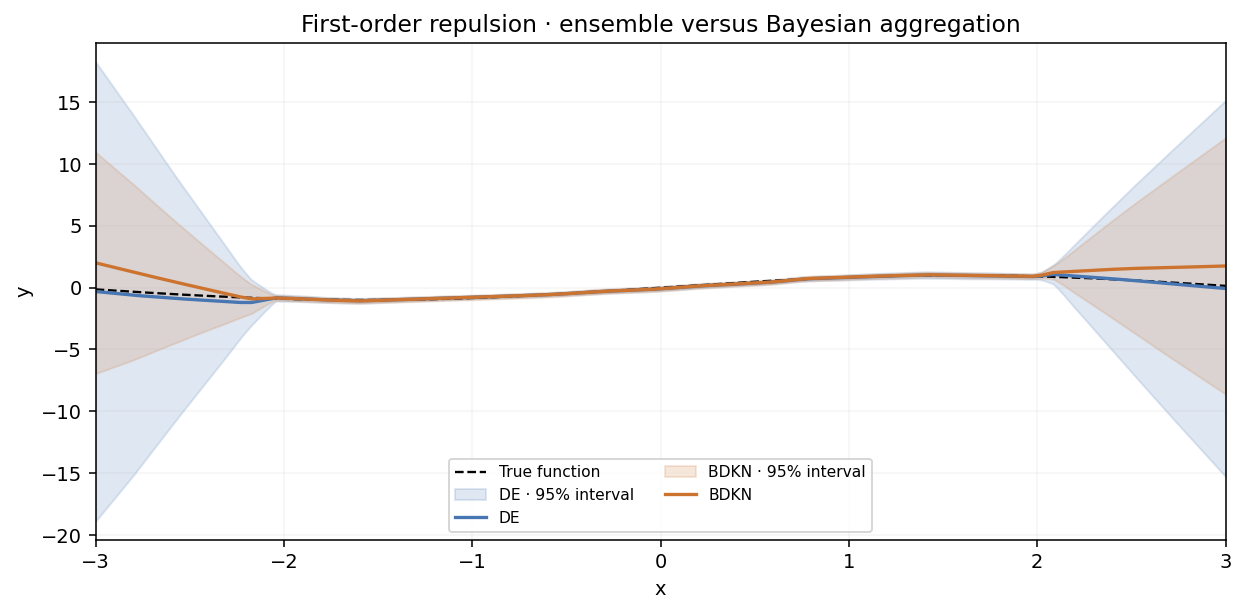 First-order repulsion · ensemble versus Bayesian aggregation
y
15
10
5
0
−5
−10
−15
−20
−3
−2
−1
0
1
2
3
x
True function
DE · 95% interval
DE
BDKN · 95% interval
BDKN